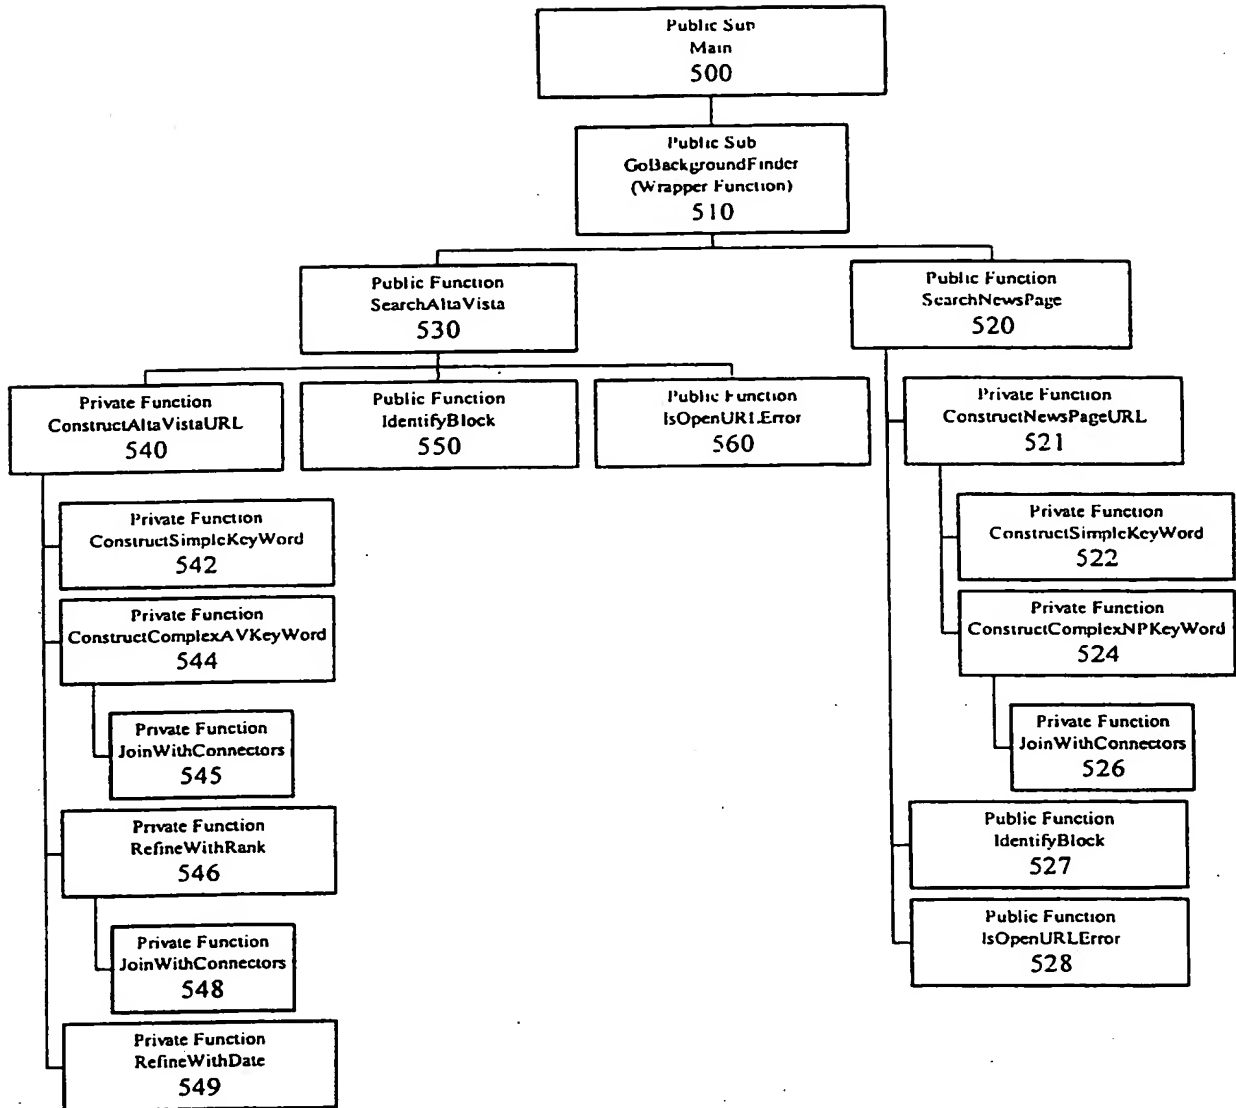 Public Sub
Main
500
Public Sub
GoBackgroundFinder
(Wrapper Function)
510
Public Function
SearchAltaVista
530
Public Function
SearchNewsPage
520
Private Function
ConstructAltaVistaURL
540
Public Function
IdentifyBlock
550
Public Function
IsOpenURLError
560
Private Function
ConstructNewsPageURL
521
Private Function
ConstructSimpleKeyWord
542
Private Function
ConstructComplexAVKeyWord
544
Private Function
JoinWithConnectors
545
Private Function
RefineWithRank
546
Private Function
JoinWithConnectors
548
Private Function
RefineWithDate
549
Private Function
ConstructSimpleKeyWord
522
Private Function
ConstructComplexNPKeyWord
524
Private Function
JoinWithConnectors
526
Public Function
IdentifyBlock
527
Public Function
IsOpenURLError
528